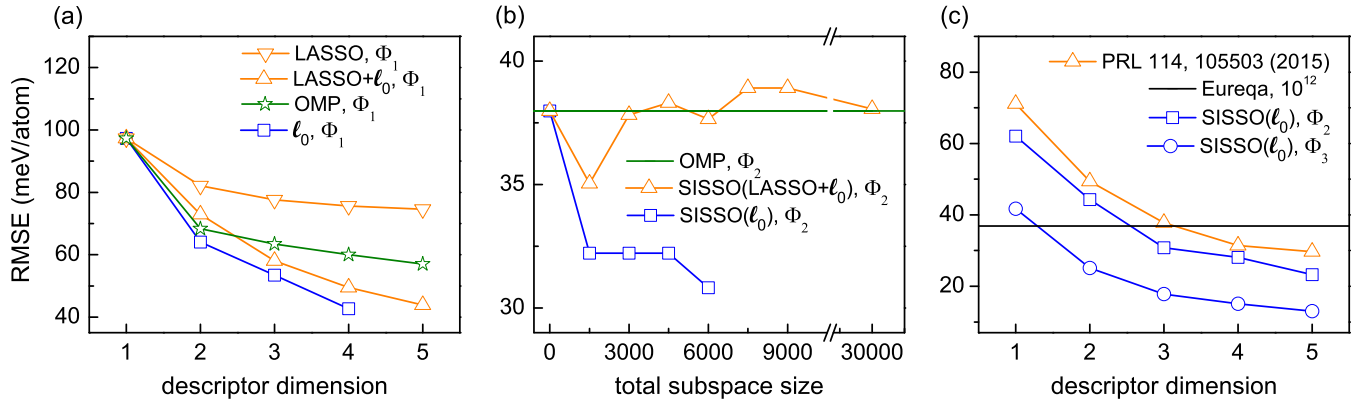 (a)
RMSE (meV/atom)
120
100
80
60
40
LASSO, Φ₁
LASSO+ℓ₀, Φ₁
OMP, Φ₁
ℓ₀, Φ₁
1 2 3 4 5
descriptor dimension
(b)
40
38
35
33
30
OMP, Φ₂
SISSO(LASSO+ℓ₀), Φ₂
SISSO(ℓ₀), Φ₂
0 3000 6000 9000 30000
total subspace size
(c)
80
60
40
20
PRL 114, 105503 (2015)
Eureqa, 10¹²
SISSO(ℓ₀), Φ₂
SISSO(ℓ₀), Φ₃
1 2 3 4 5
descriptor dimension